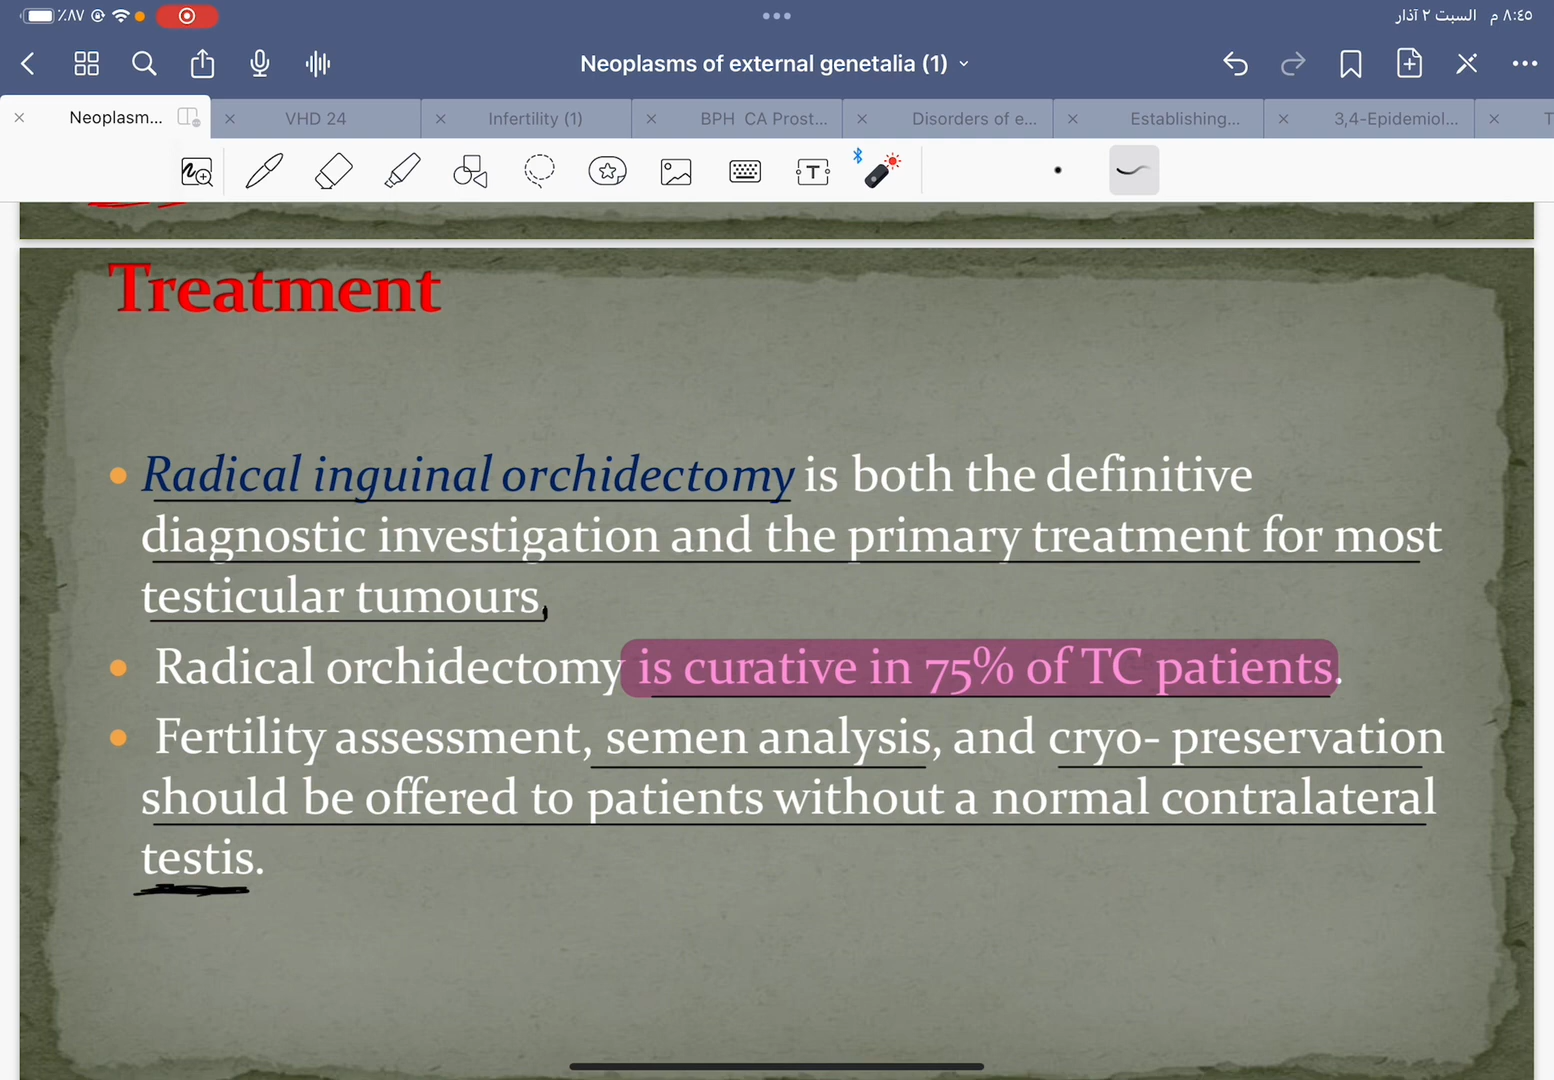 ٪٨٧
السبت ٢ آذار ٨:٤٥ م
Neoplasms of external genetalia (1)
Neoplasm...
VHD 24
Infertility (1)
BPH CA Prost...
Disorders of e...
Establishing...
3,4-Epidemiol...
T
Treatment
Radical inguinal orchidectomy is both the definitive
diagnostic investigation and the primary treatment for most
testicular tumours,
Radical orchidectomy is curative in 75% of TC patients.
Fertility assessment, semen analysis, and cryo- preservation
should be offered to patients without a normal contralateral
testis.